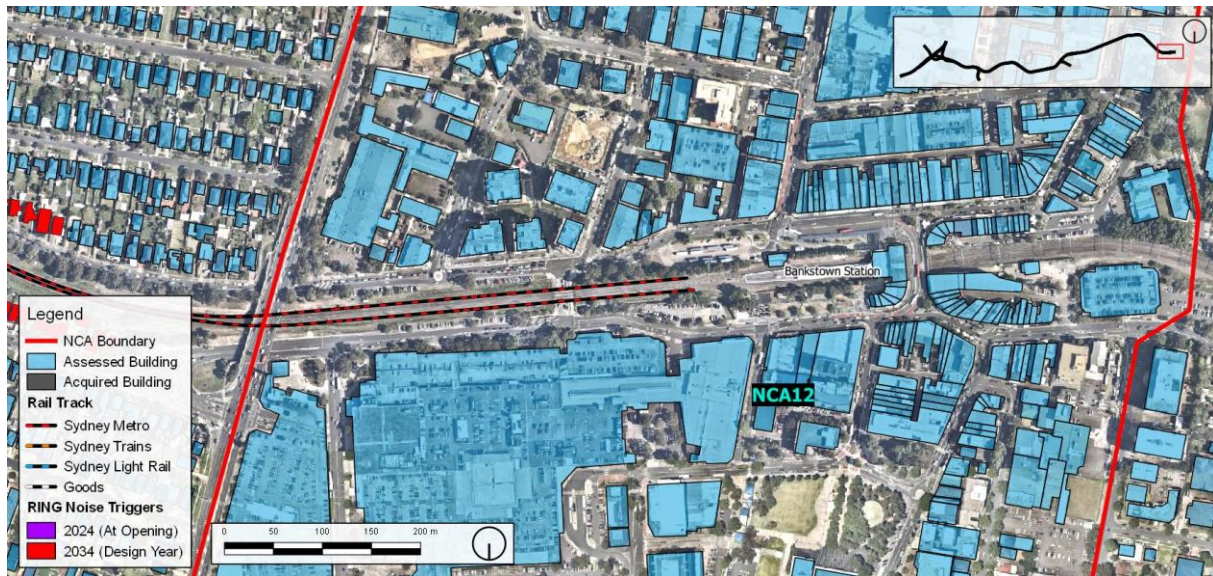 Bankstown Station
NCA12
Legend
NCA Boundary
Assessed Building
Acquired Building
Rail Track
Sydney Metro
Sydney Trains
Sydney Light Rail
Goods
RING Noise Triggers
2024 (At Opening)
2034 (Design Year)
0 50 100 150 200 m